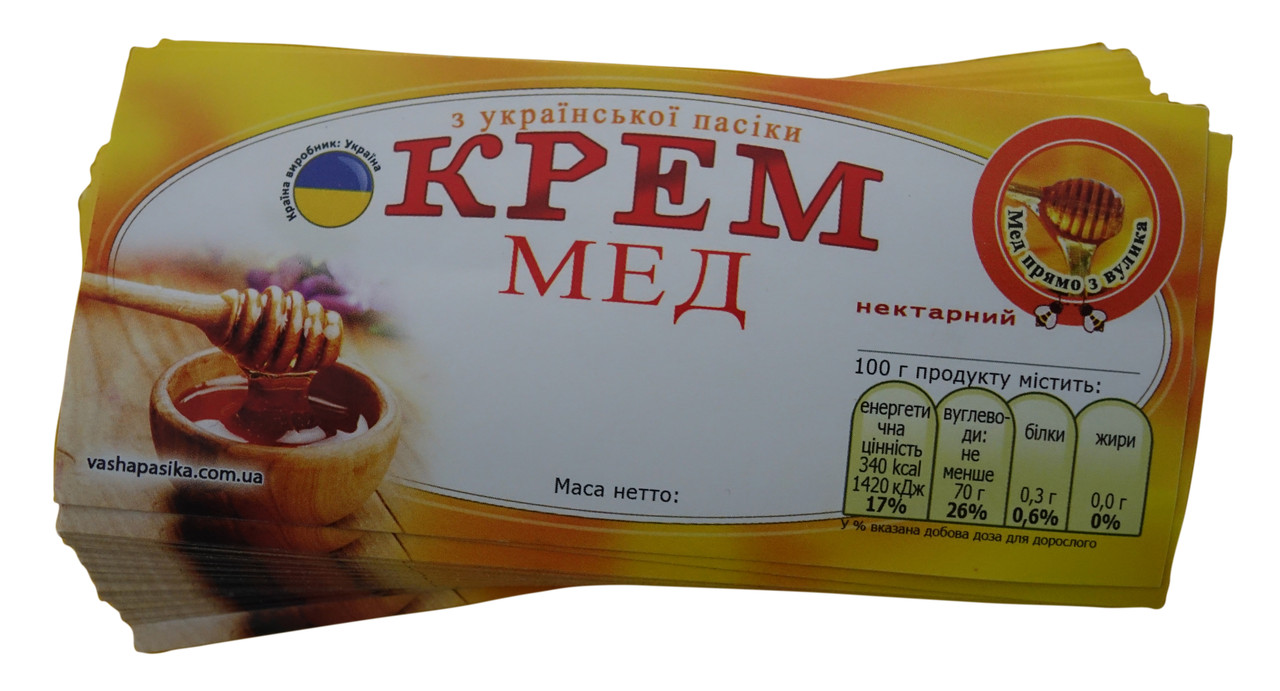 з української пасіки
Країна виробник: Україна
КРЕМ
МЕД
Мед прямо з вулика
нектарний
100 г продукту містить:
енергети
чна
цінність
340 kcal
1420 кДж
17%
вуглево-
ди:
не
менше
70 г
26%
білки
0,3 г
0,6%
жири
0,0 г
0%
У % вказана добова доза для дорослого
vashapasika.com.ua
Маса нетто: